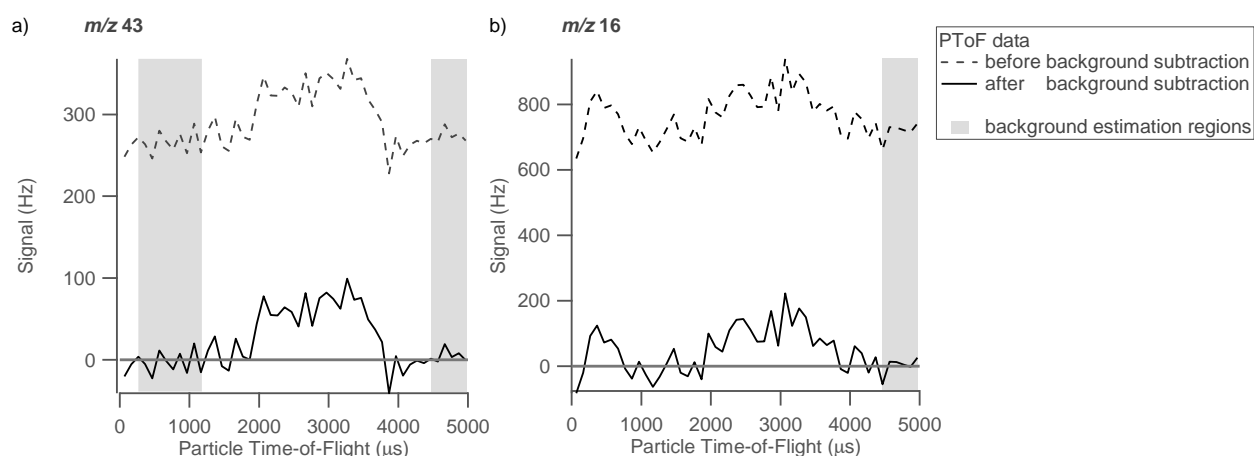 a) m/z 43
Signal (Hz)
300
200
100
0
0 1000 2000 3000 4000 5000
Particle Time-of-Flight (μs)
b) m/z 16
Signal (Hz)
800
600
400
200
0
0 1000 2000 3000 4000 5000
Particle Time-of-Flight (μs)
PToF data
before background subtraction
after background subtraction
background estimation regions